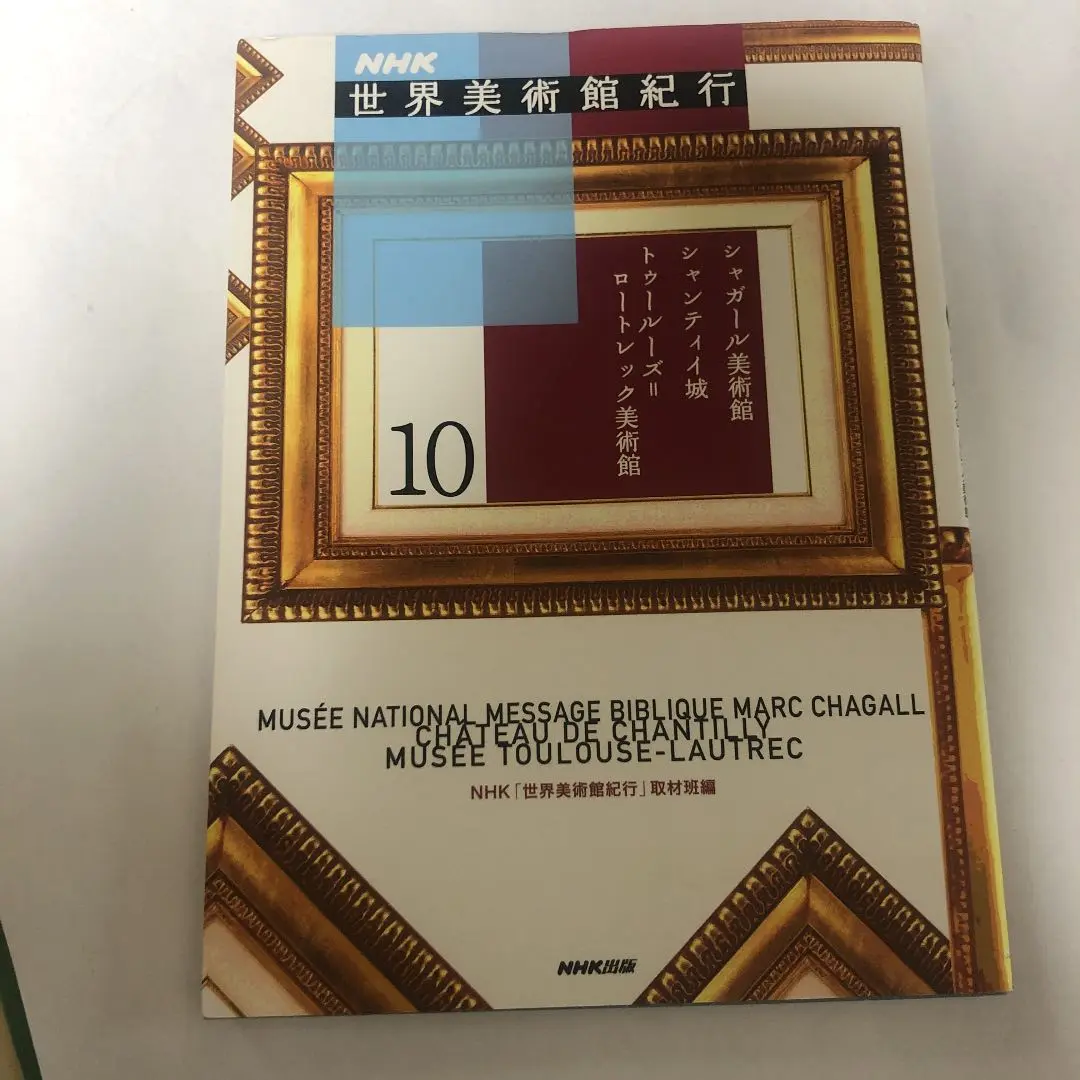 NHK
世界美術館紀行
シャガール美術館
シャンティイ城
トゥールーズ=
ロートレック美術館
10
MUSÉE NATIONAL MESSAGE BIBLIQUE MARC CHAGALL
CHÂTEAU DE CHANTILLY
MUSÉE TOULOUSE-LAUTREC
NHK「世界美術館紀行」取材班編
NHK出版